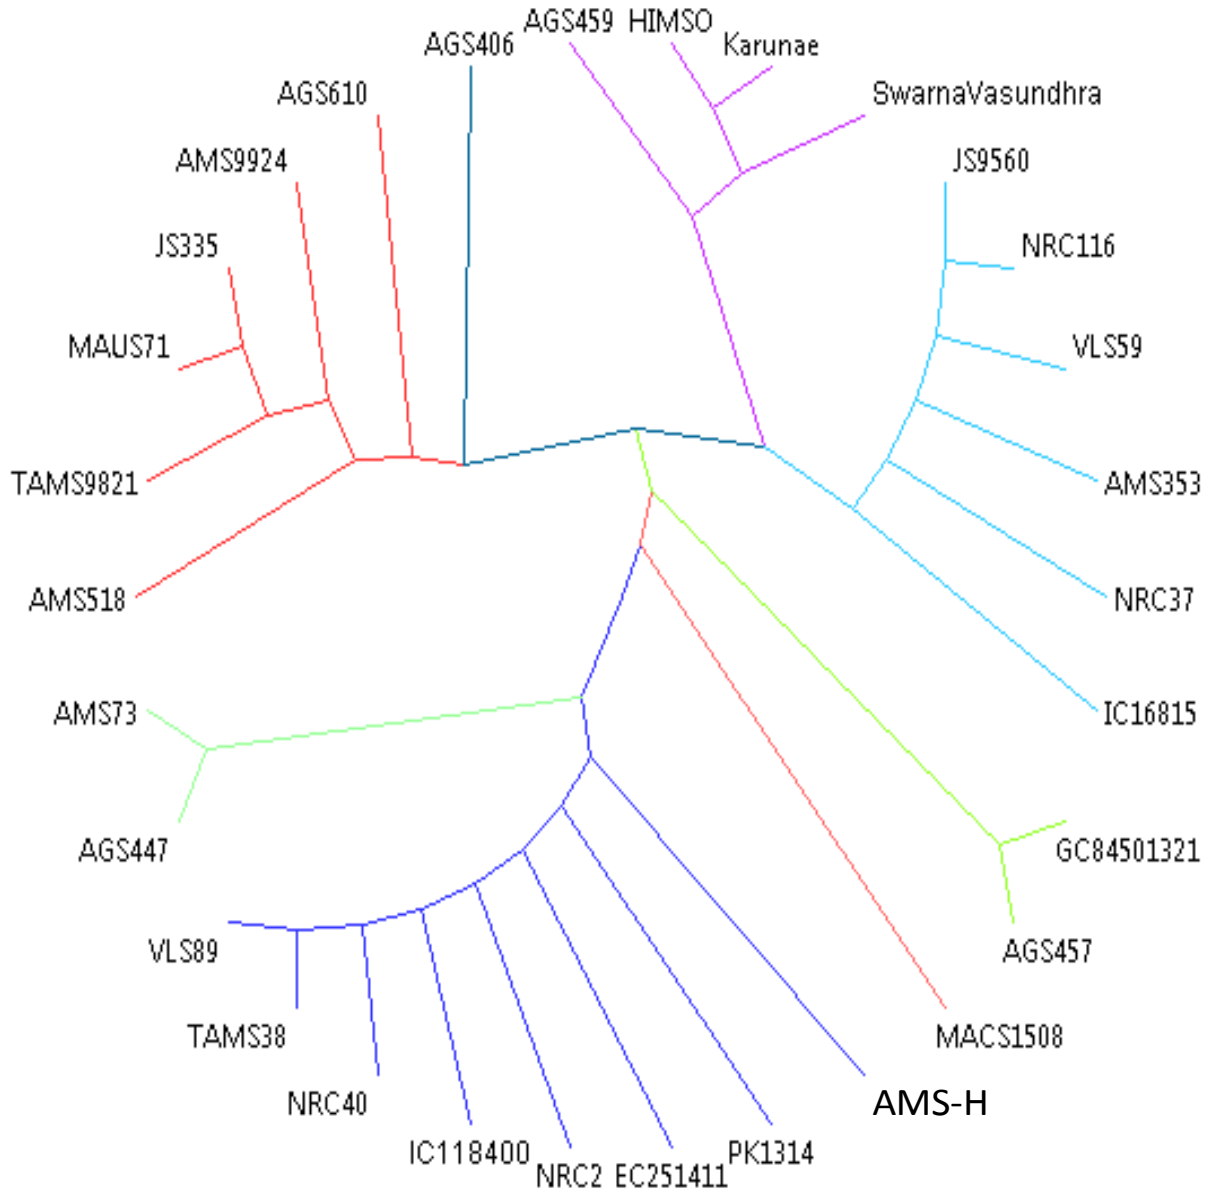 AGS459 HIMSO
AGS406
Karunae
AGS610
SwarnaVasundhra
AMS9924
JS9560
JS335
NRC116
MAUS71
VLS59
TAMS9821
AMS353
AMS518
NRC37
AMS73
IC16815
AGS447
GC84501321
VLS89
AGS457
TAMS38
MACS1508
NRC40
AMS-H
IC118400
PK1314
NRC2 EC251411